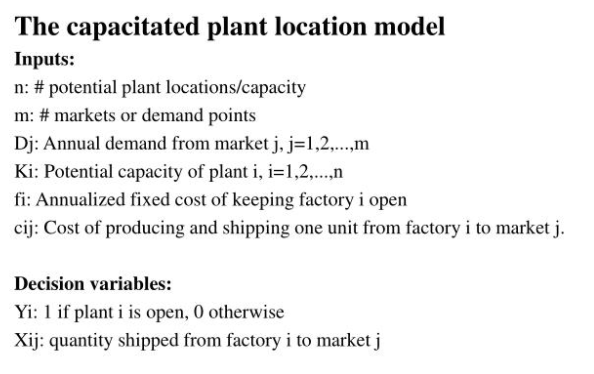 The capacitated plant location model
Inputs:
n: # potential plant locations/capacity
m: # markets or demand points
Dj: Annual demand from market j, j=1,2,...,m
Ki: Potential capacity of plant i, i=1,2,...,n
fi: Annualized fixed cost of keeping factory i open
cij: Cost of producing and shipping one unit from factory i to market j.
Decision variables:
Yi: 1 if plant i is open, 0 otherwise
Xij: quantity shipped from factory i to market j